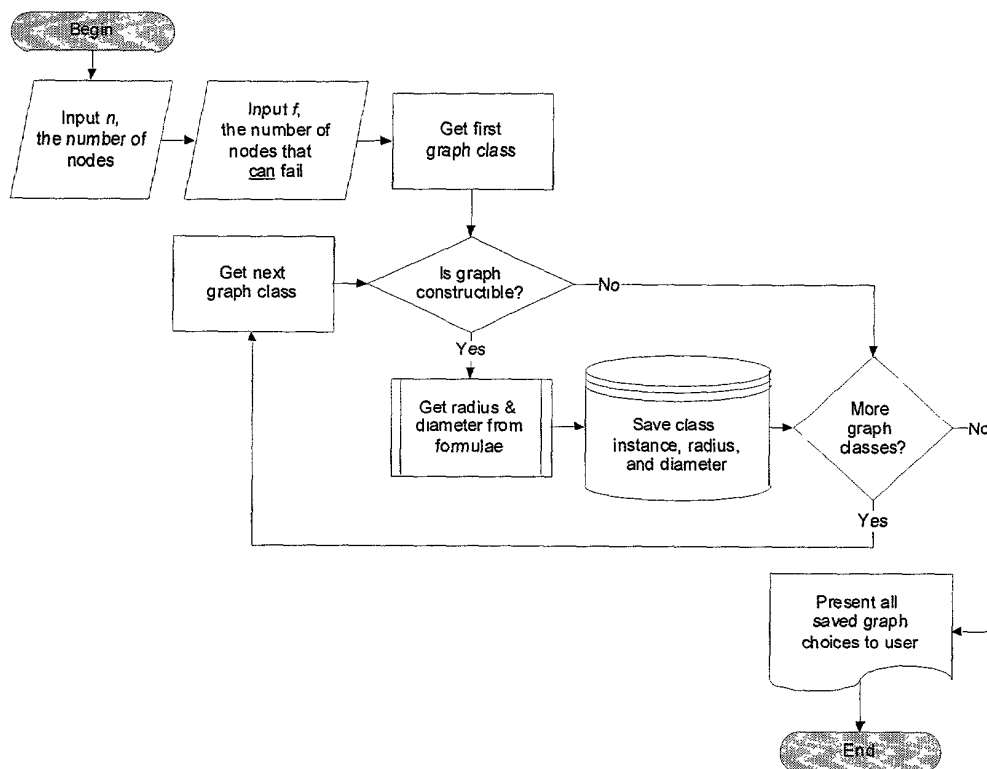 Begin
Input n,
the number of
nodes
Input f,
the number of
nodes that
can fail
Get first
graph class
Get next
graph class
Is graph
constructible?
No
Yes
Get radius &
diameter from
formulae
Save class
instance, radius,
and diameter
More
graph
classes?
No
Yes
Present all
saved graph
choices to user
End